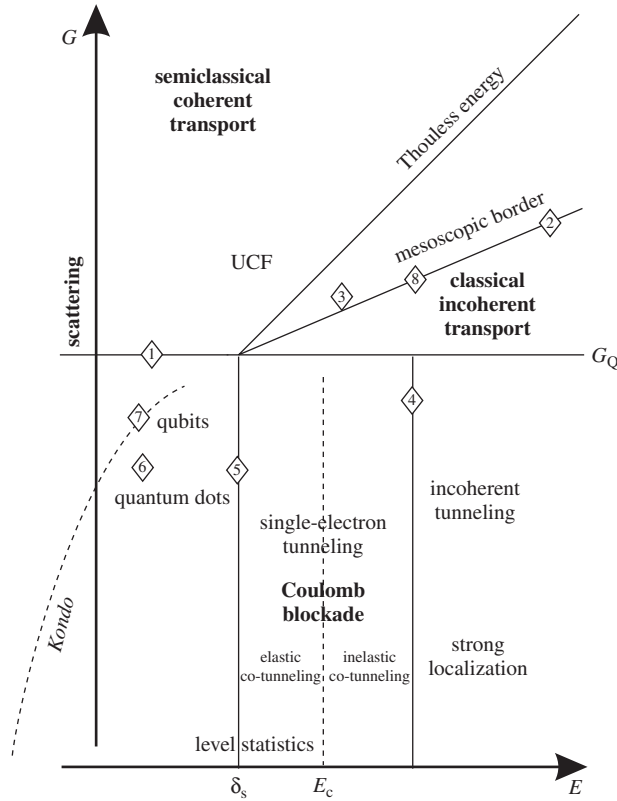 G
semiclassical
coherent
transport
Thouless energy
mesoscopic border
2
UCF
8
3
classical
incoherent
transport
scattering
1
G_Q
4
7
qubits
6
5
quantum dots
incoherent
tunneling
single-electron
tunneling
Coulomb
blockade
Kondo
elastic
co-tunneling
inelastic
co-tunneling
strong
localization
level statistics
δ_s
E_c
E